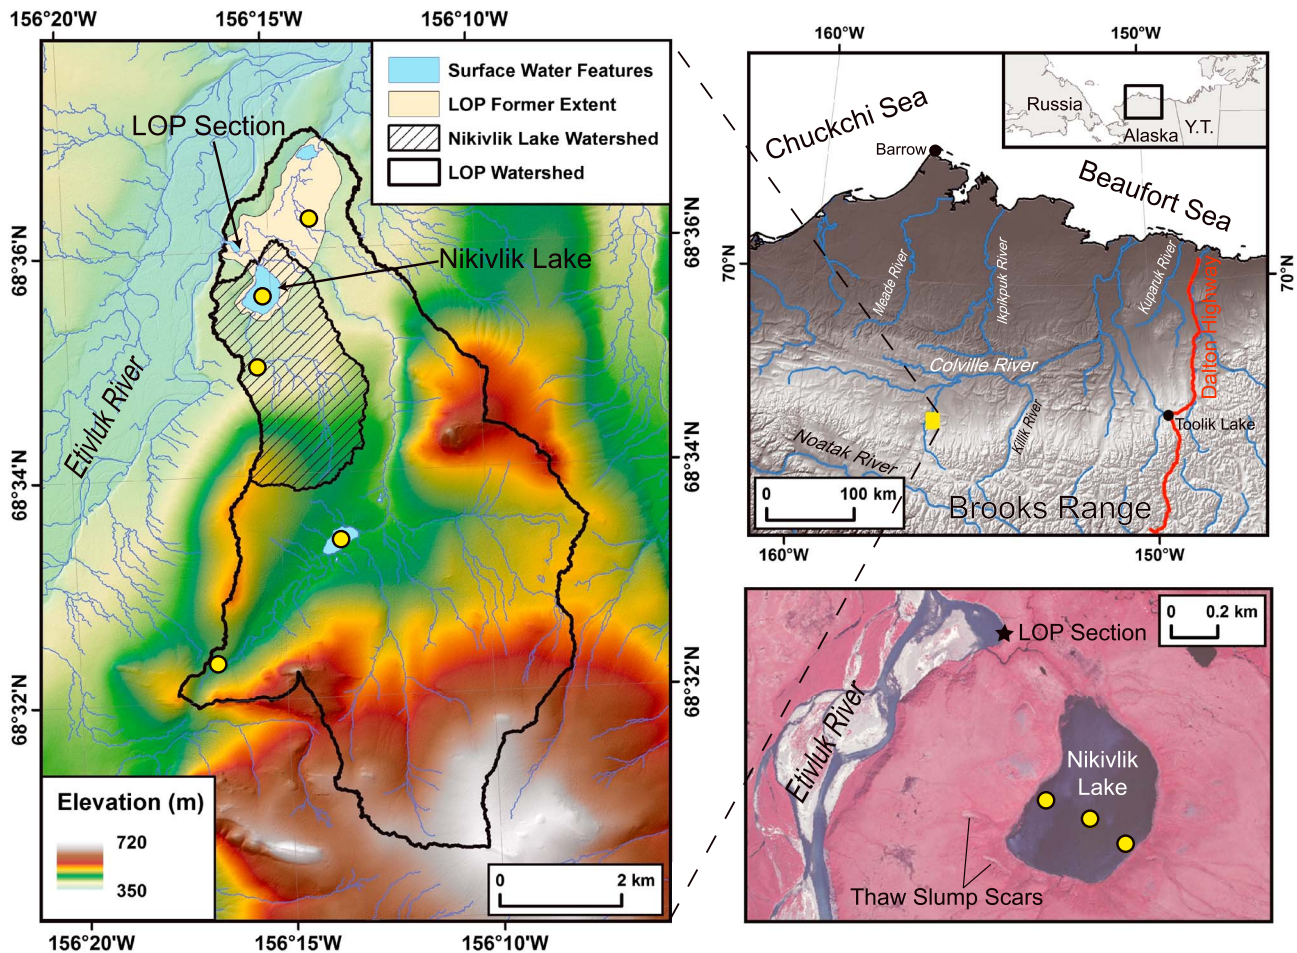 156°20'W
156°15'W
156°10'W
Surface Water Features
LOP Former Extent
Nikivlik Lake Watershed
LOP Watershed
LOP Section
Nikivlik Lake
Etivluk River
68°36'N
68°34'N
68°32'N
68°36'N
68°34'N
68°32'N
Elevation (m)
720
350
0
2 km
156°20'W
156°15'W
156°10'W
160°W
150°W
Chuckchi Sea
Barrow
Beaufort Sea
Russia
Alaska
Y.T.
70°N
70°N
Meade River
Ikpikpuk River
Kuparuk River
Dalton Highway
Colville River
Killik River
Toolik Lake
Noatak River
Brooks Range
0
100 km
160°W
150°W
LOP Section
0
0.2 km
Etivluk River
Nikivlik
Lake
Thaw Slump Scars